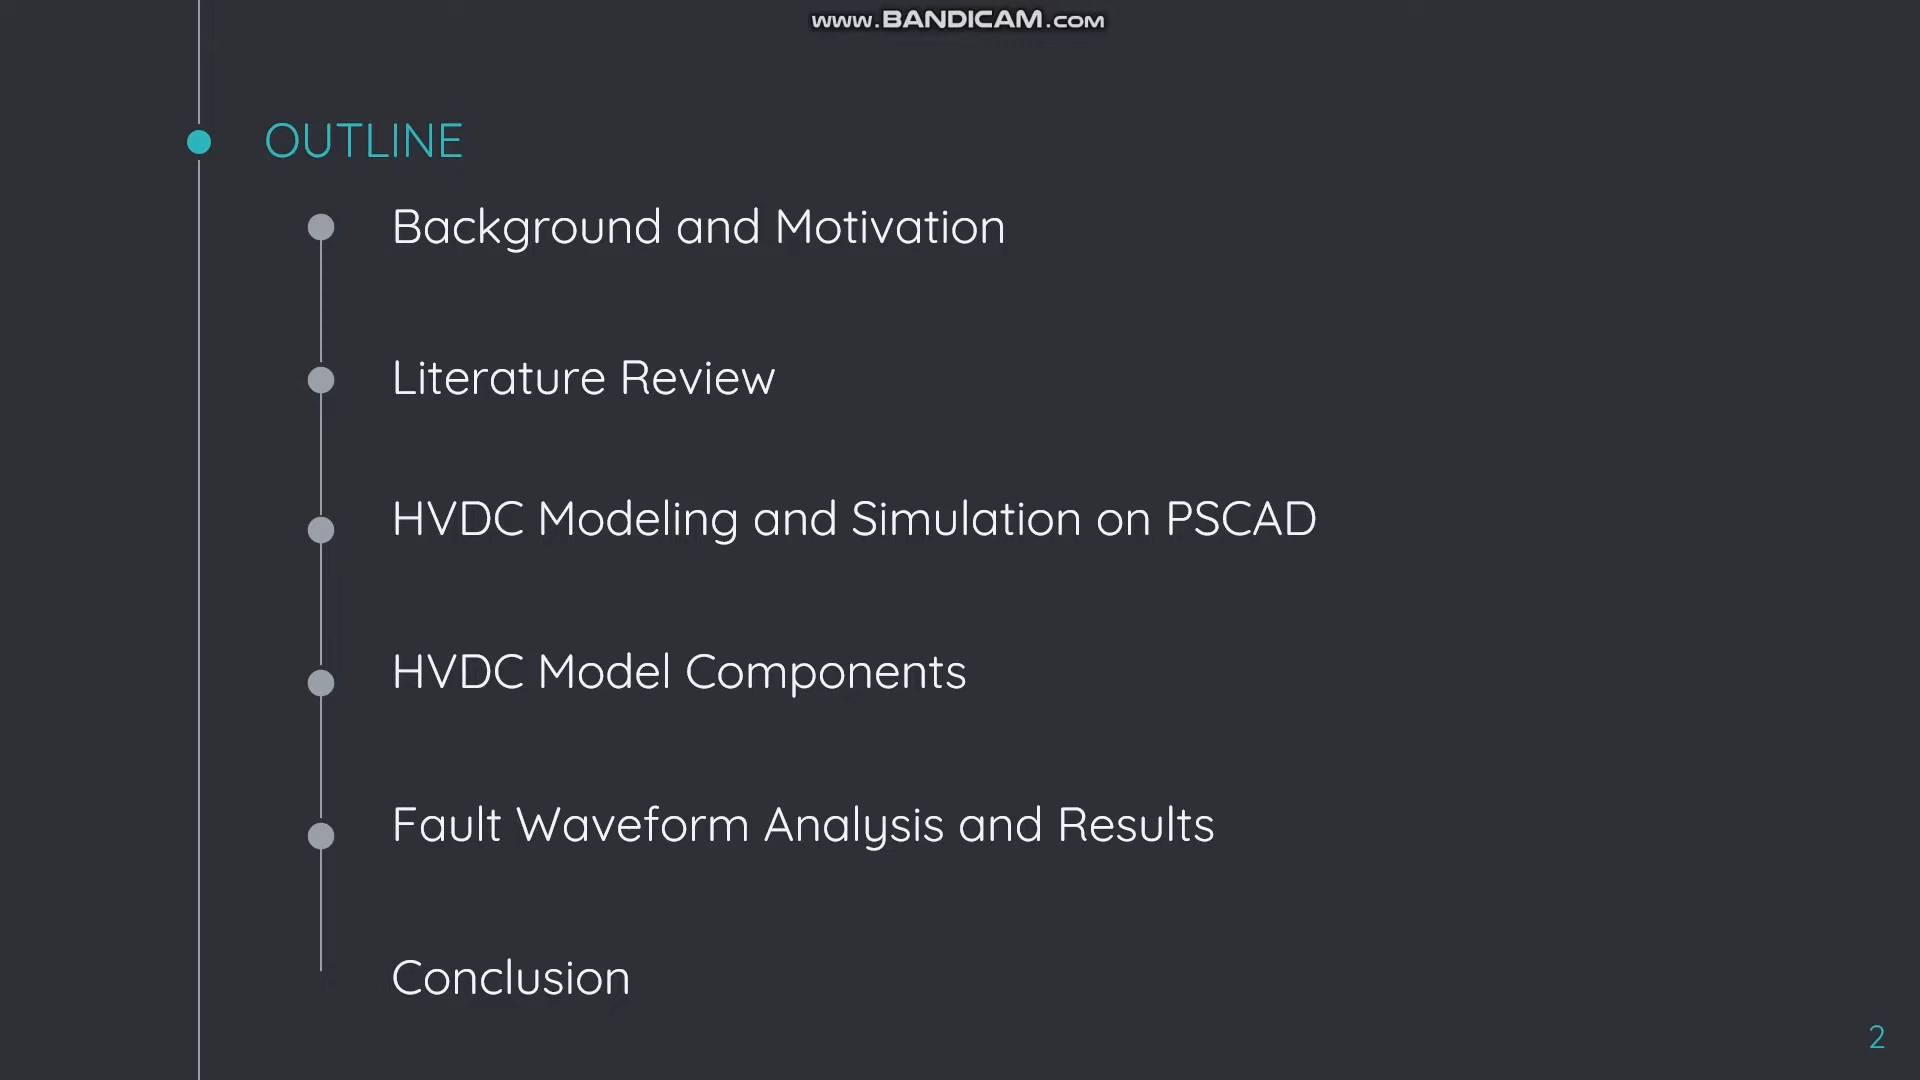 www.BANDICAM.com
OUTLINE
Background and Motivation
Literature Review
HVDC Modeling and Simulation on PSCAD
HVDC Model Components
Fault Waveform Analysis and Results
Conclusion
2